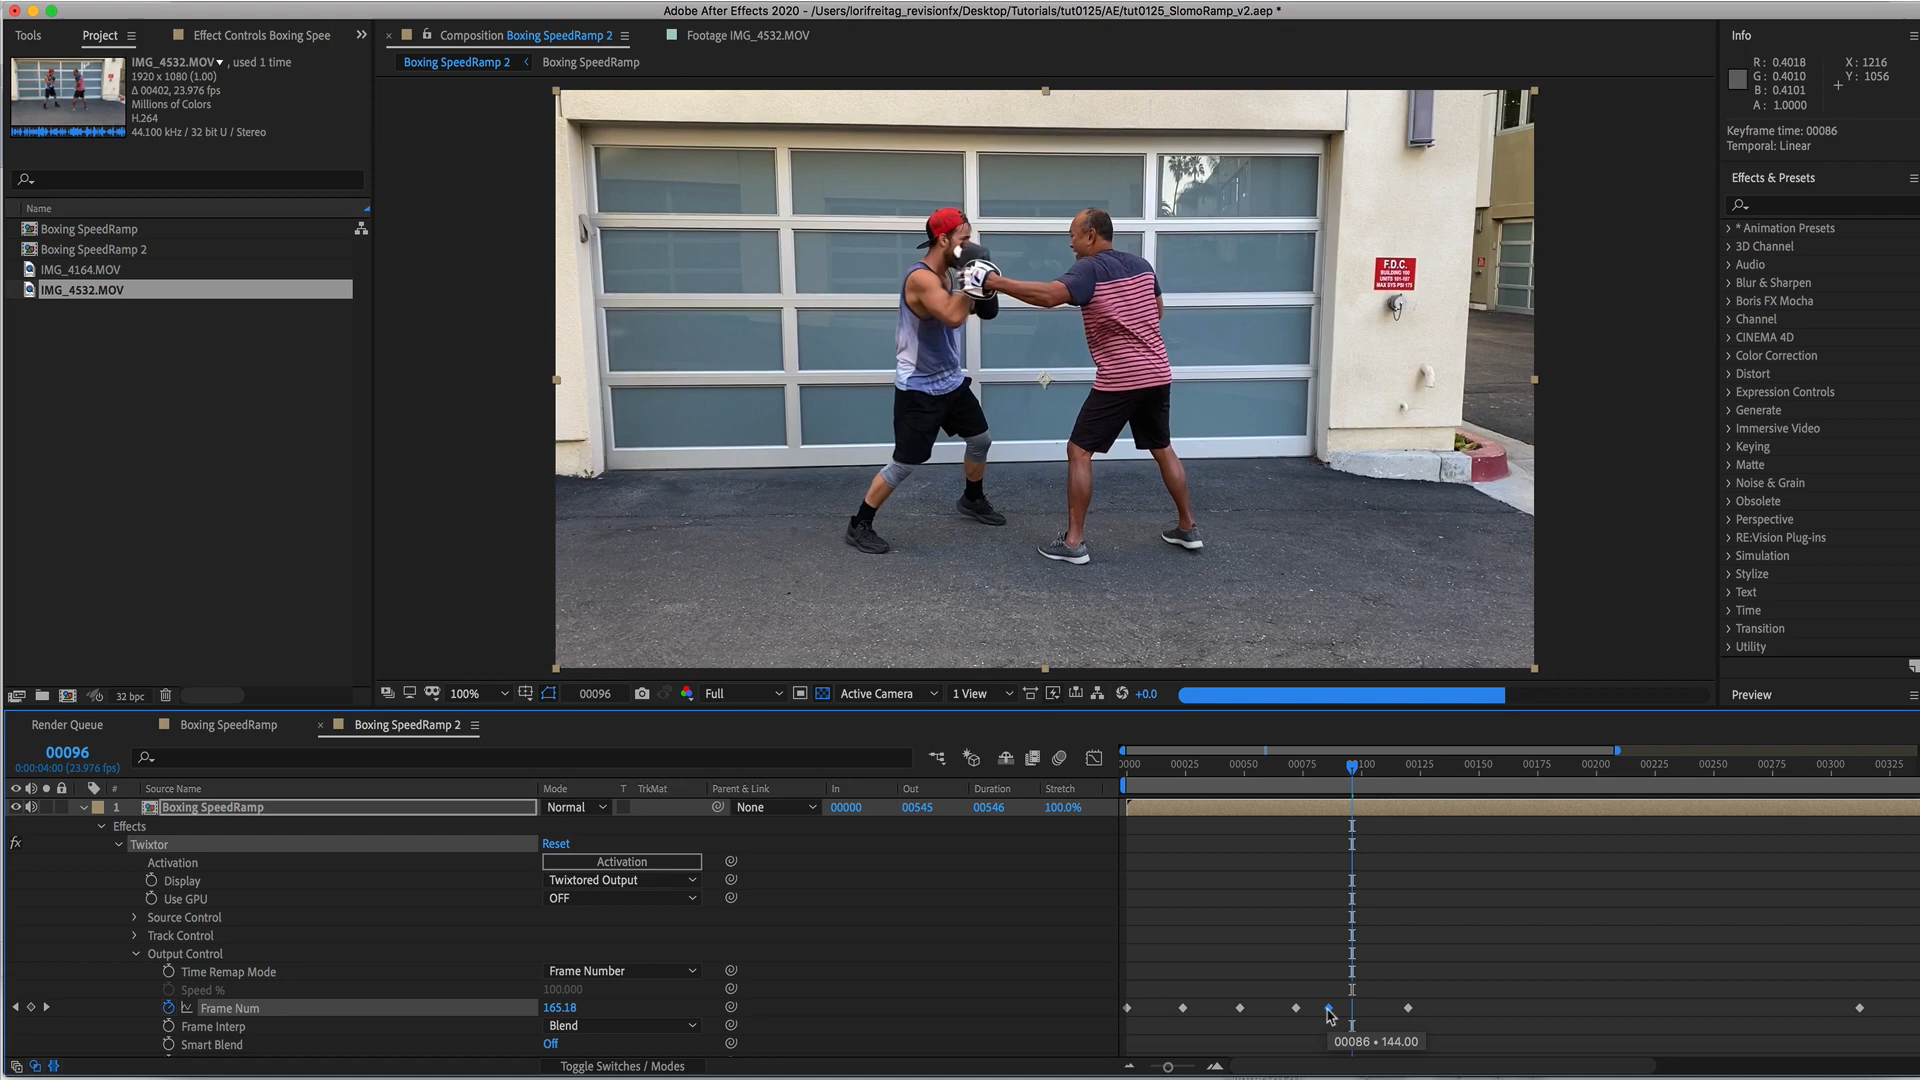 Adobe After Effects 2020 - /Users/lorifreitag_revisionfx/Desktop/Tutorials/tut0125/AE/tut0125_SlomoRamp_v2.aep *
Tools
Project
Effect Controls Boxing Spee
Composition Boxing SpeedRamp 2
Footage IMG_4532.MOV
Boxing SpeedRamp 2
Boxing SpeedRamp
IMG_4532.MOV , used 1 time
1920 x 1080 (1.00)
Δ 00402, 23.976 fps
Millions of Colors
H.264
44.100 kHz / 32 bit U / Stereo
Name
Boxing SpeedRamp
Boxing SpeedRamp 2
IMG_4164.MOV
IMG_4532.MOV
32 bpc
F.D.C.
BUILDING 100
UNITS 101-107
MAX SYS PSI 175
100%
00096
Full
Active Camera
1 View
+0.0
Info
R : 0.4018
G : 0.4010
B : 0.4101
A : 1.0000
X : 1216
Y : 1056
Keyframe time: 00086
Temporal: Linear
Effects & Presets
* Animation Presets
3D Channel
Audio
Blur & Sharpen
Boris FX Mocha
Channel
CINEMA 4D
Color Correction
Distort
Expression Controls
Generate
Immersive Video
Keying
Matte
Noise & Grain
Obsolete
Perspective
RE:Vision Plug-ins
Simulation
Stylize
Text
Time
Transition
Utility
Preview
Render Queue
Boxing SpeedRamp
Boxing SpeedRamp 2
00096
0:00:04:00 (23.976 fps)
0000 00025 00050 00075 00100 00125 00150 00175 00200 00225 00250 00275 00300 00325
# Source Name Mode T TrkMat Parent & Link In Out Duration Stretch
1 Boxing SpeedRamp Normal None 00000 00545 00546 100.0%
Effects
fx Twixtor Reset
Activation Activation
Display Twixtored Output
Use GPU OFF
Source Control
Track Control
Output Control
Time Remap Mode Frame Number
Speed % 100.000
Frame Num 165.18
Frame Interp Blend
Smart Blend Off
00086 • 144.00
Toggle Switches / Modes